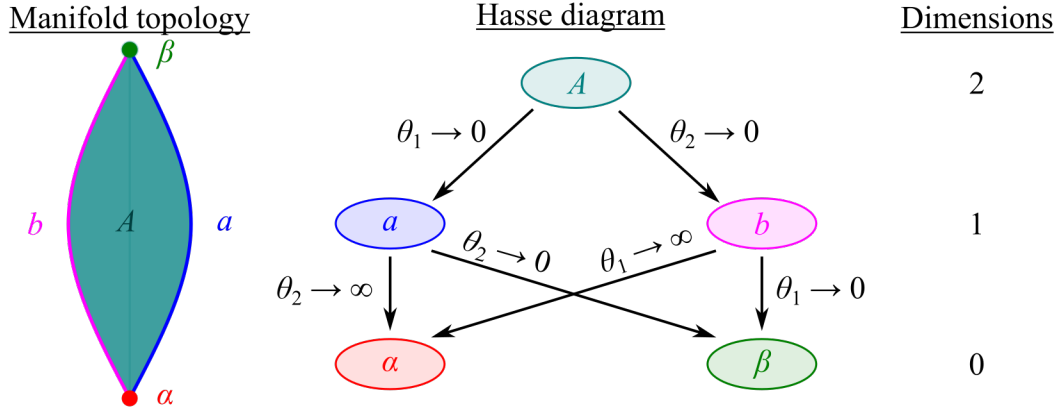 Manifold topology
Hasse diagram
Dimensions
β
A
2
θ₁ → 0
θ₂ → 0
b
A
a
a
b
1
θ₂ → 0
θ₁ → ∞
θ₂ → ∞
θ₁ → 0
α
β
0
α